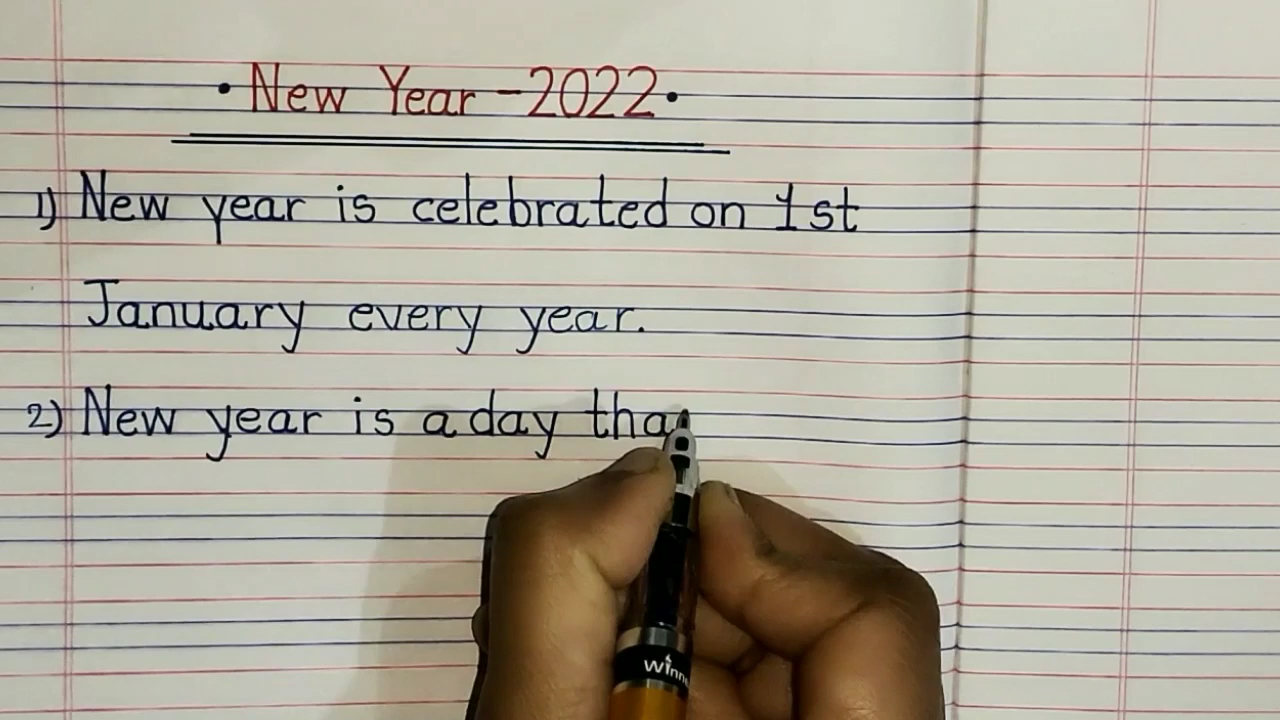 • New Year -2022•
1) New year is celebrated on 1st
January every year.
2) New year is a day tha
Winne